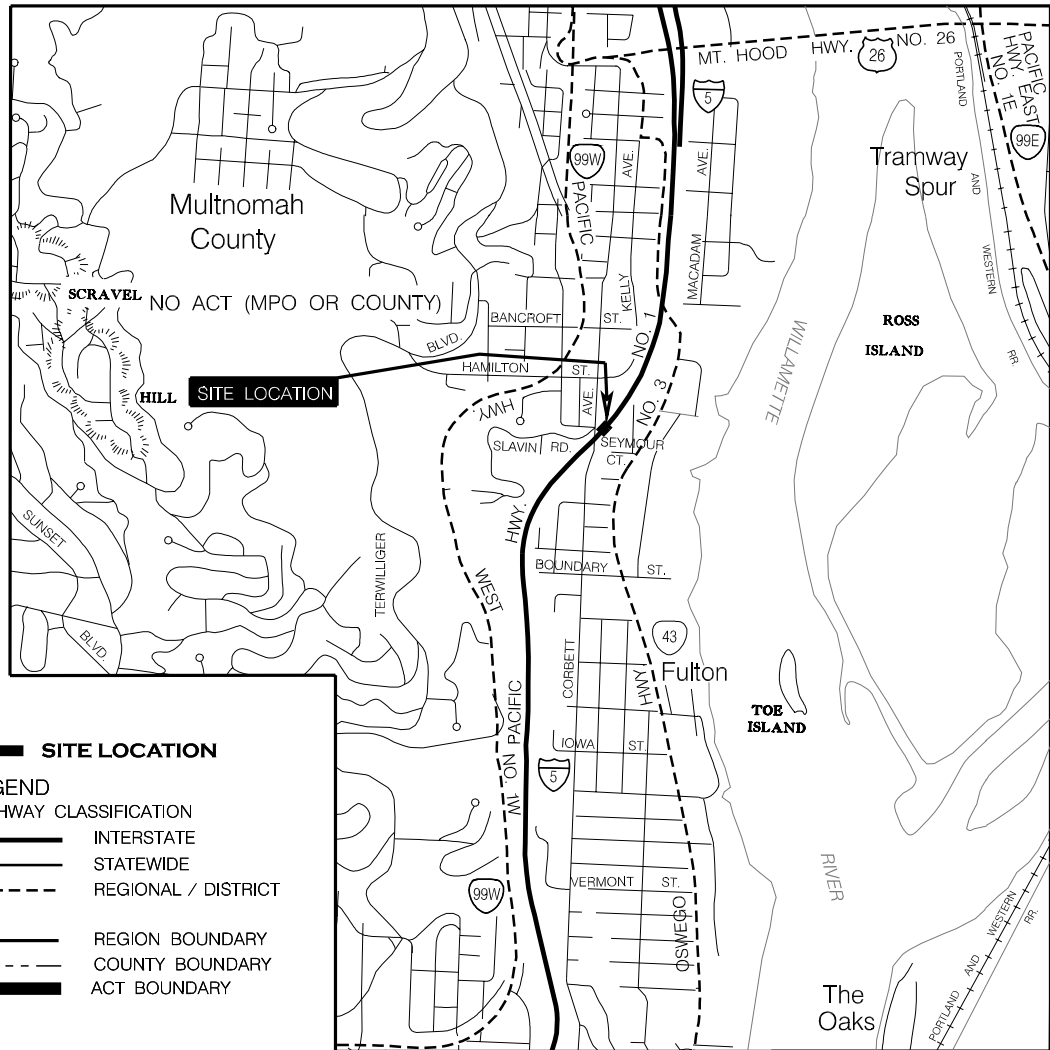 MT. HOOD HWY. NO. 26
26
5
PORTLAND
PACIFIC
HWY. EAST
NO. 1E
99E
99W
PACIFIC
AVE.
AVE.
MACADAM
KELLY
Tramway
Spur
AND
WESTERN
RR.
Multnomah
County
SCRAVEL
NO ACT (MPO OR COUNTY)
BANCROFT ST.
NO. 1
BLVD.
HAMILTON ST.
WILLAMETTE
ROSS
ISLAND
HILL
SITE LOCATION
HWY.
AVE.
NO. 3
SLAVIN RD.
SEYMOUR
CT.
SUNSET
BLVD.
TERWILLIGER
HWY.
WEST
BOUNDARY ST.
CORBETT
43
Fulton
HWY
TOE
ISLAND
1W ON PACIFIC
IOWA ST.
5
99W
VERMONT ST.
OSWEGO
RIVER
The
Oaks
PORTLAND AND WESTERN RR.
SITE LOCATION
GEND
HWAY CLASSIFICATION
INTERSTATE
STATEWIDE
REGIONAL / DISTRICT
REGION BOUNDARY
COUNTY BOUNDARY
ACT BOUNDARY